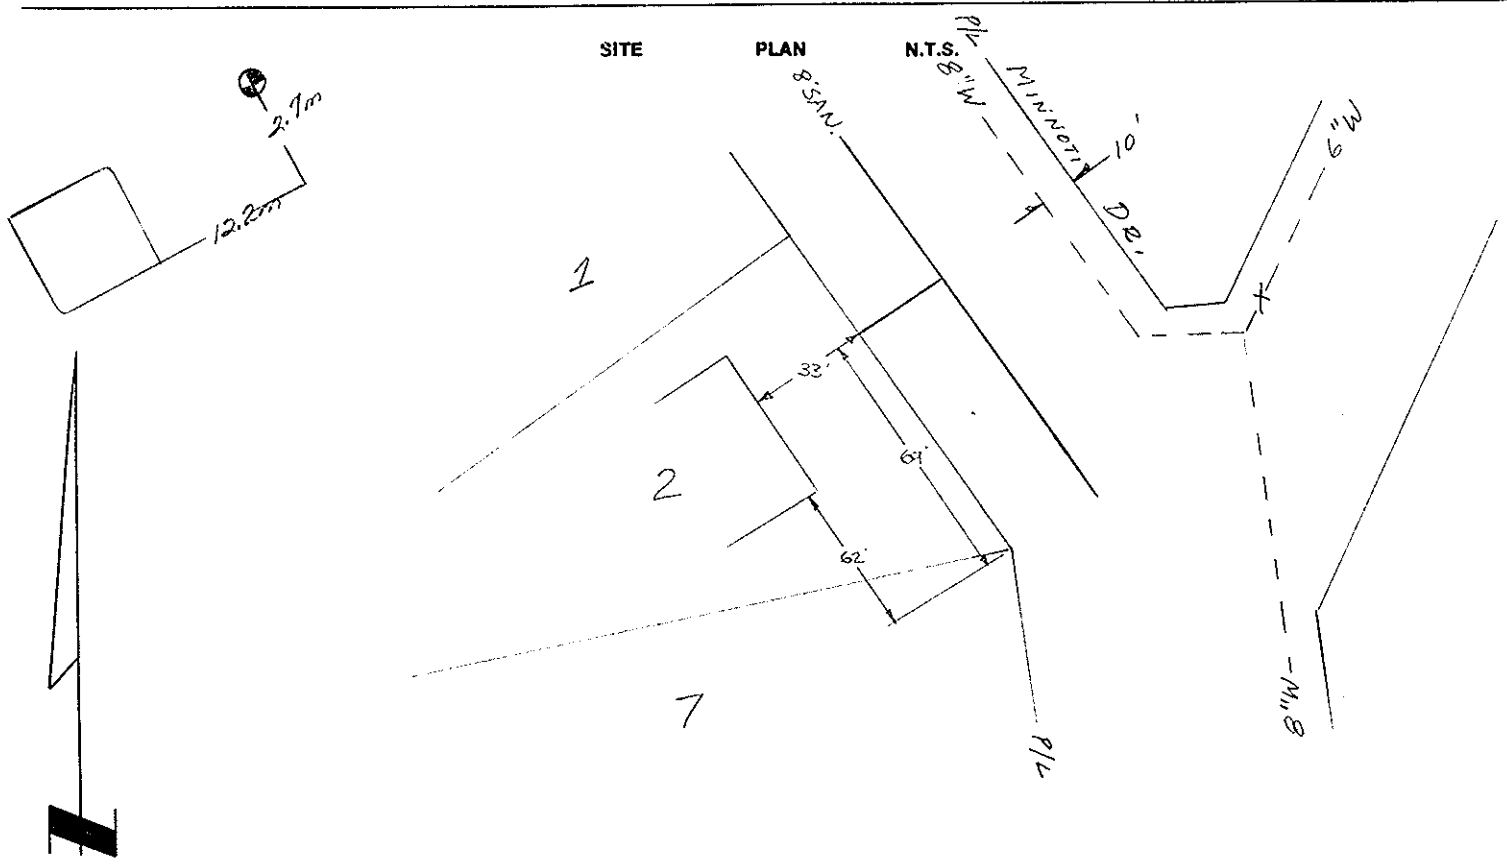 SITE PLAN N.T.S.
P/L
8"W
MINNOTIA
10'
DR.
6"W
8"SAN.
2.7m
12.2m
1
33'
69'
2
62'
7
8"W
P/L